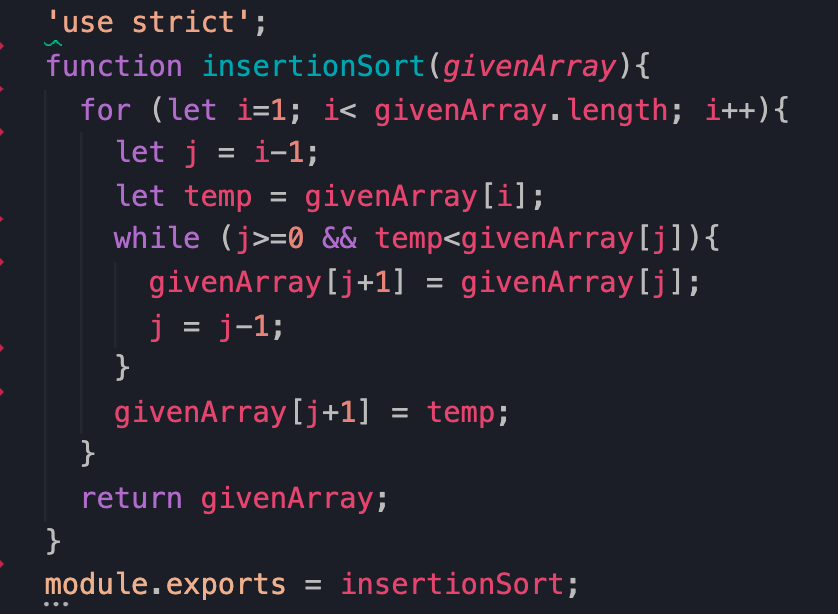 'use strict';
function insertionSort(givenArray){
for (let i=1; i< givenArray.length; i++){
let j = i-1;
let temp = givenArray[i];
while (j>=0 && temp<givenArray[j]){
givenArray[j+1] = givenArray[j];
j = j-1;
}
givenArray[j+1] = temp;
}
return givenArray;
}
module.exports = insertionSort;